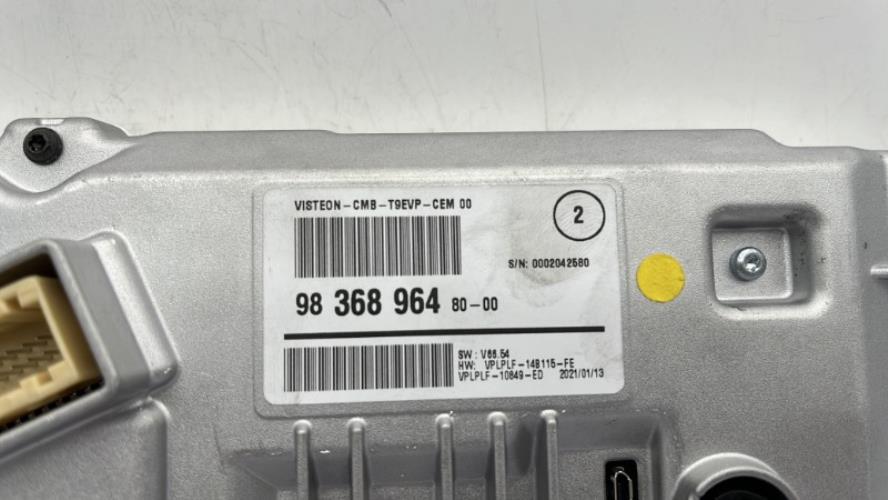 VISTEON-CMB-T9EVP-CEM 00
2
S/N: 0002042580
98 368 964 80-00
SW: V66.54
HW: VPLPLF-14B115-FE
VPLPLF-10849-ED 2021/01/13